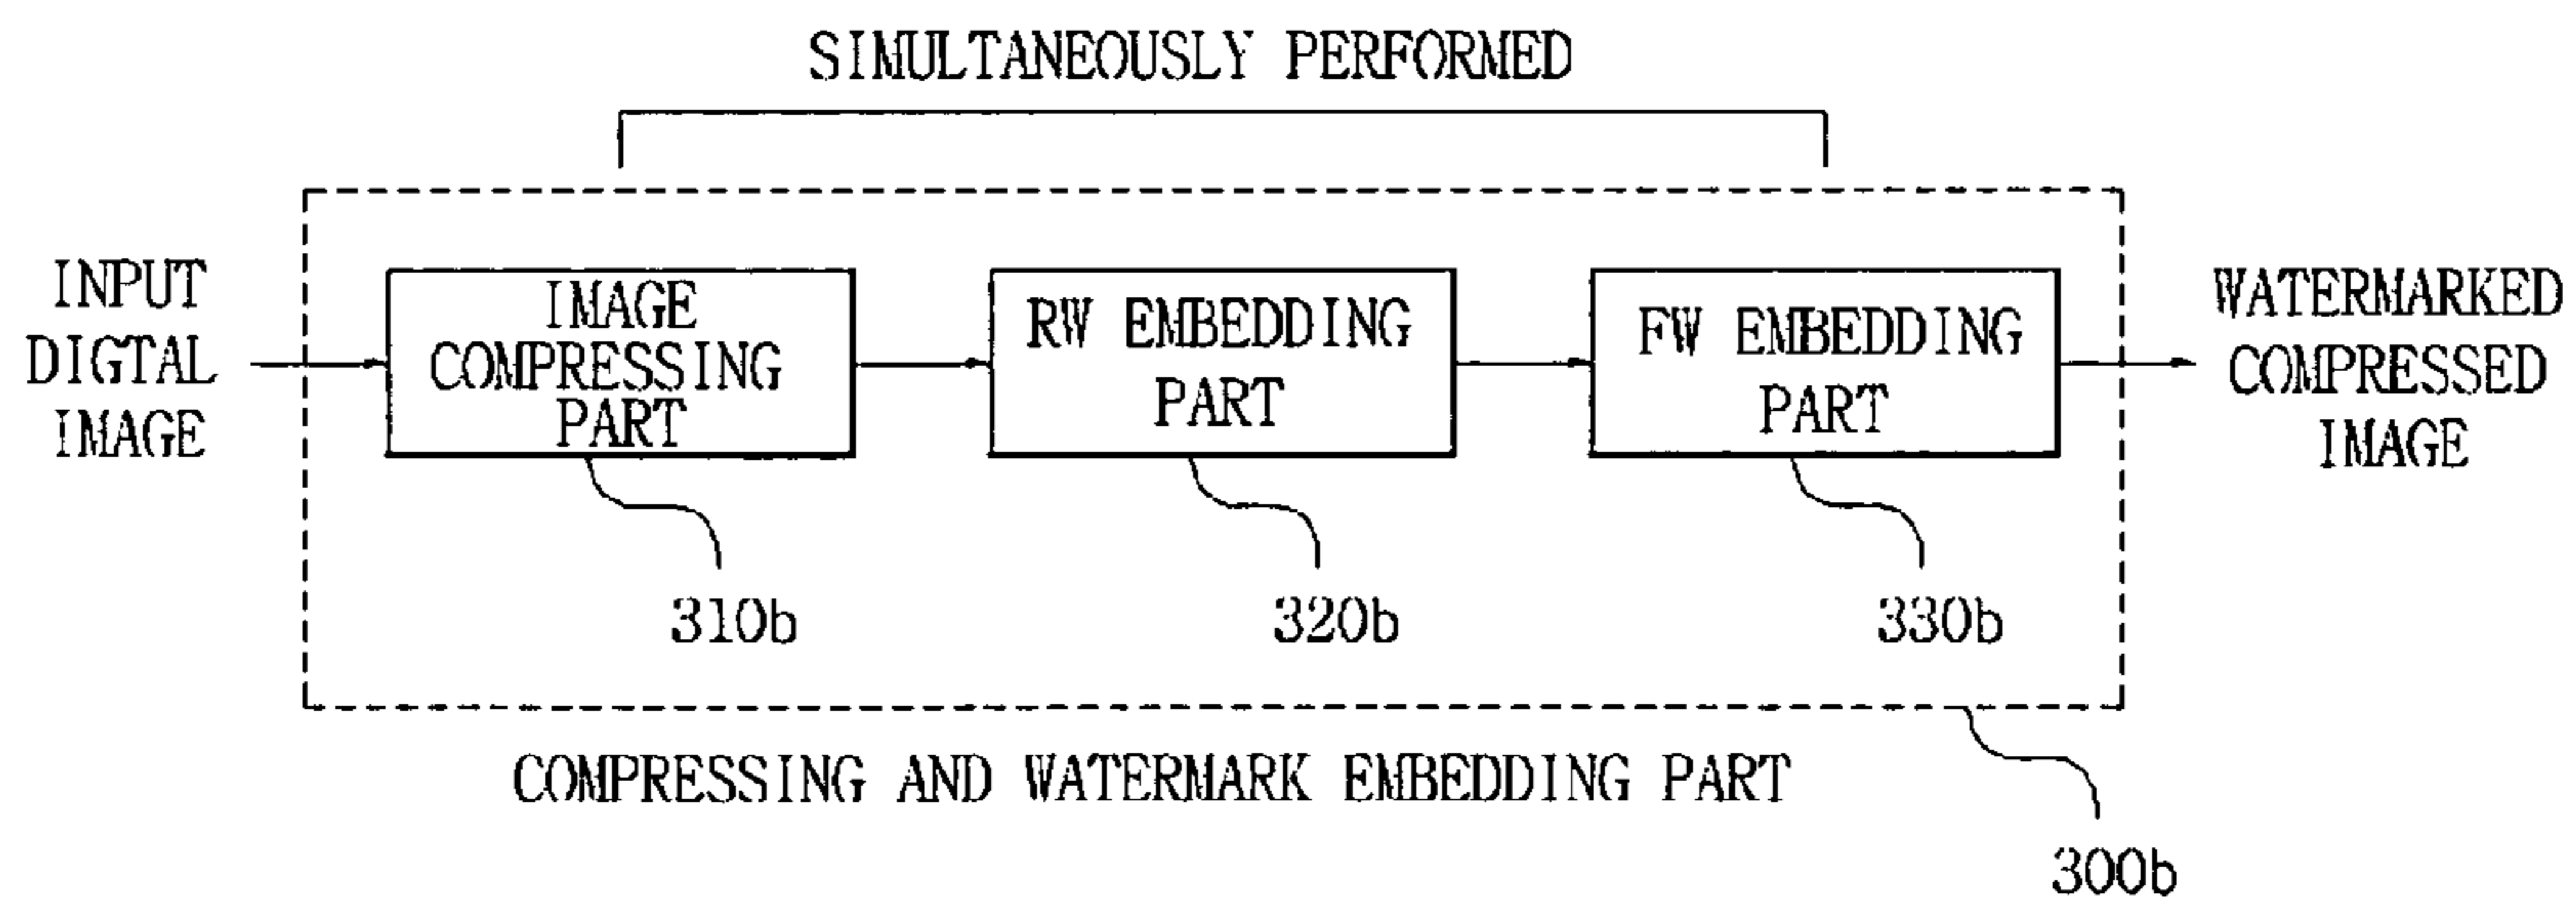 SIMULTANEOUSLY PERFORMED
INPUT
DIGTAL
IMAGE
IMAGE
COMPRESSING
PART
RW EMBEDDING
PART
FW EMBEDDING
PART
WATERMARKED
COMPRESSED
IMAGE
310b
320b
330b
COMPRESSING AND WATERMARK EMBEDDING PART
300b